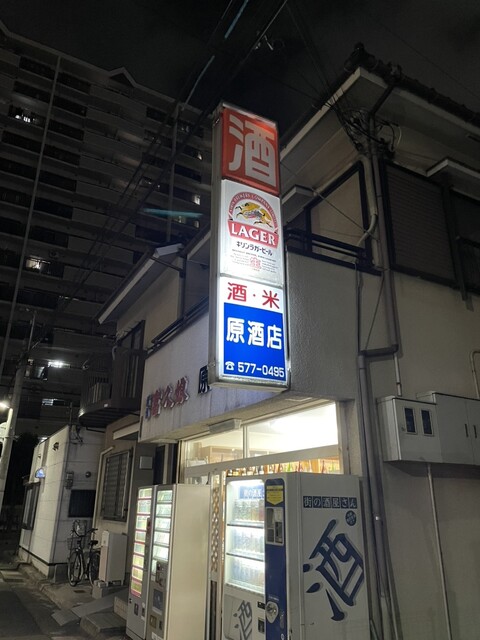 酒
LAGER
キリンラガービール
酒・米
原酒店
☎577-0495
原
街の酒屋さん
酒